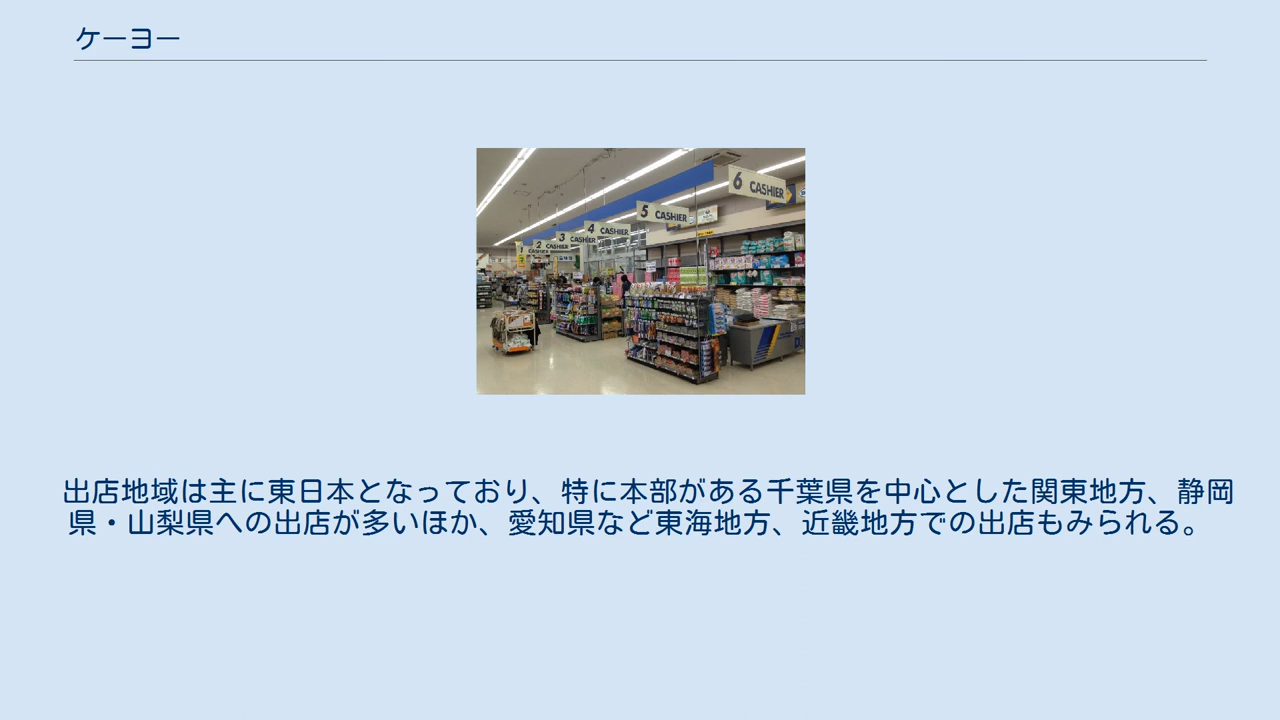 ケーヨー
6 CASHIER
5 CASHIER
4 CASHIER
3 CASHIER
2 CASHIER
1 CASHIER
出店地域は主に東日本となっており、特に本部がある千葉県を中心とした関東地方、静岡
県・山梨県への出店が多いほか、愛知県など東海地方、近畿地方での出店もみられる。